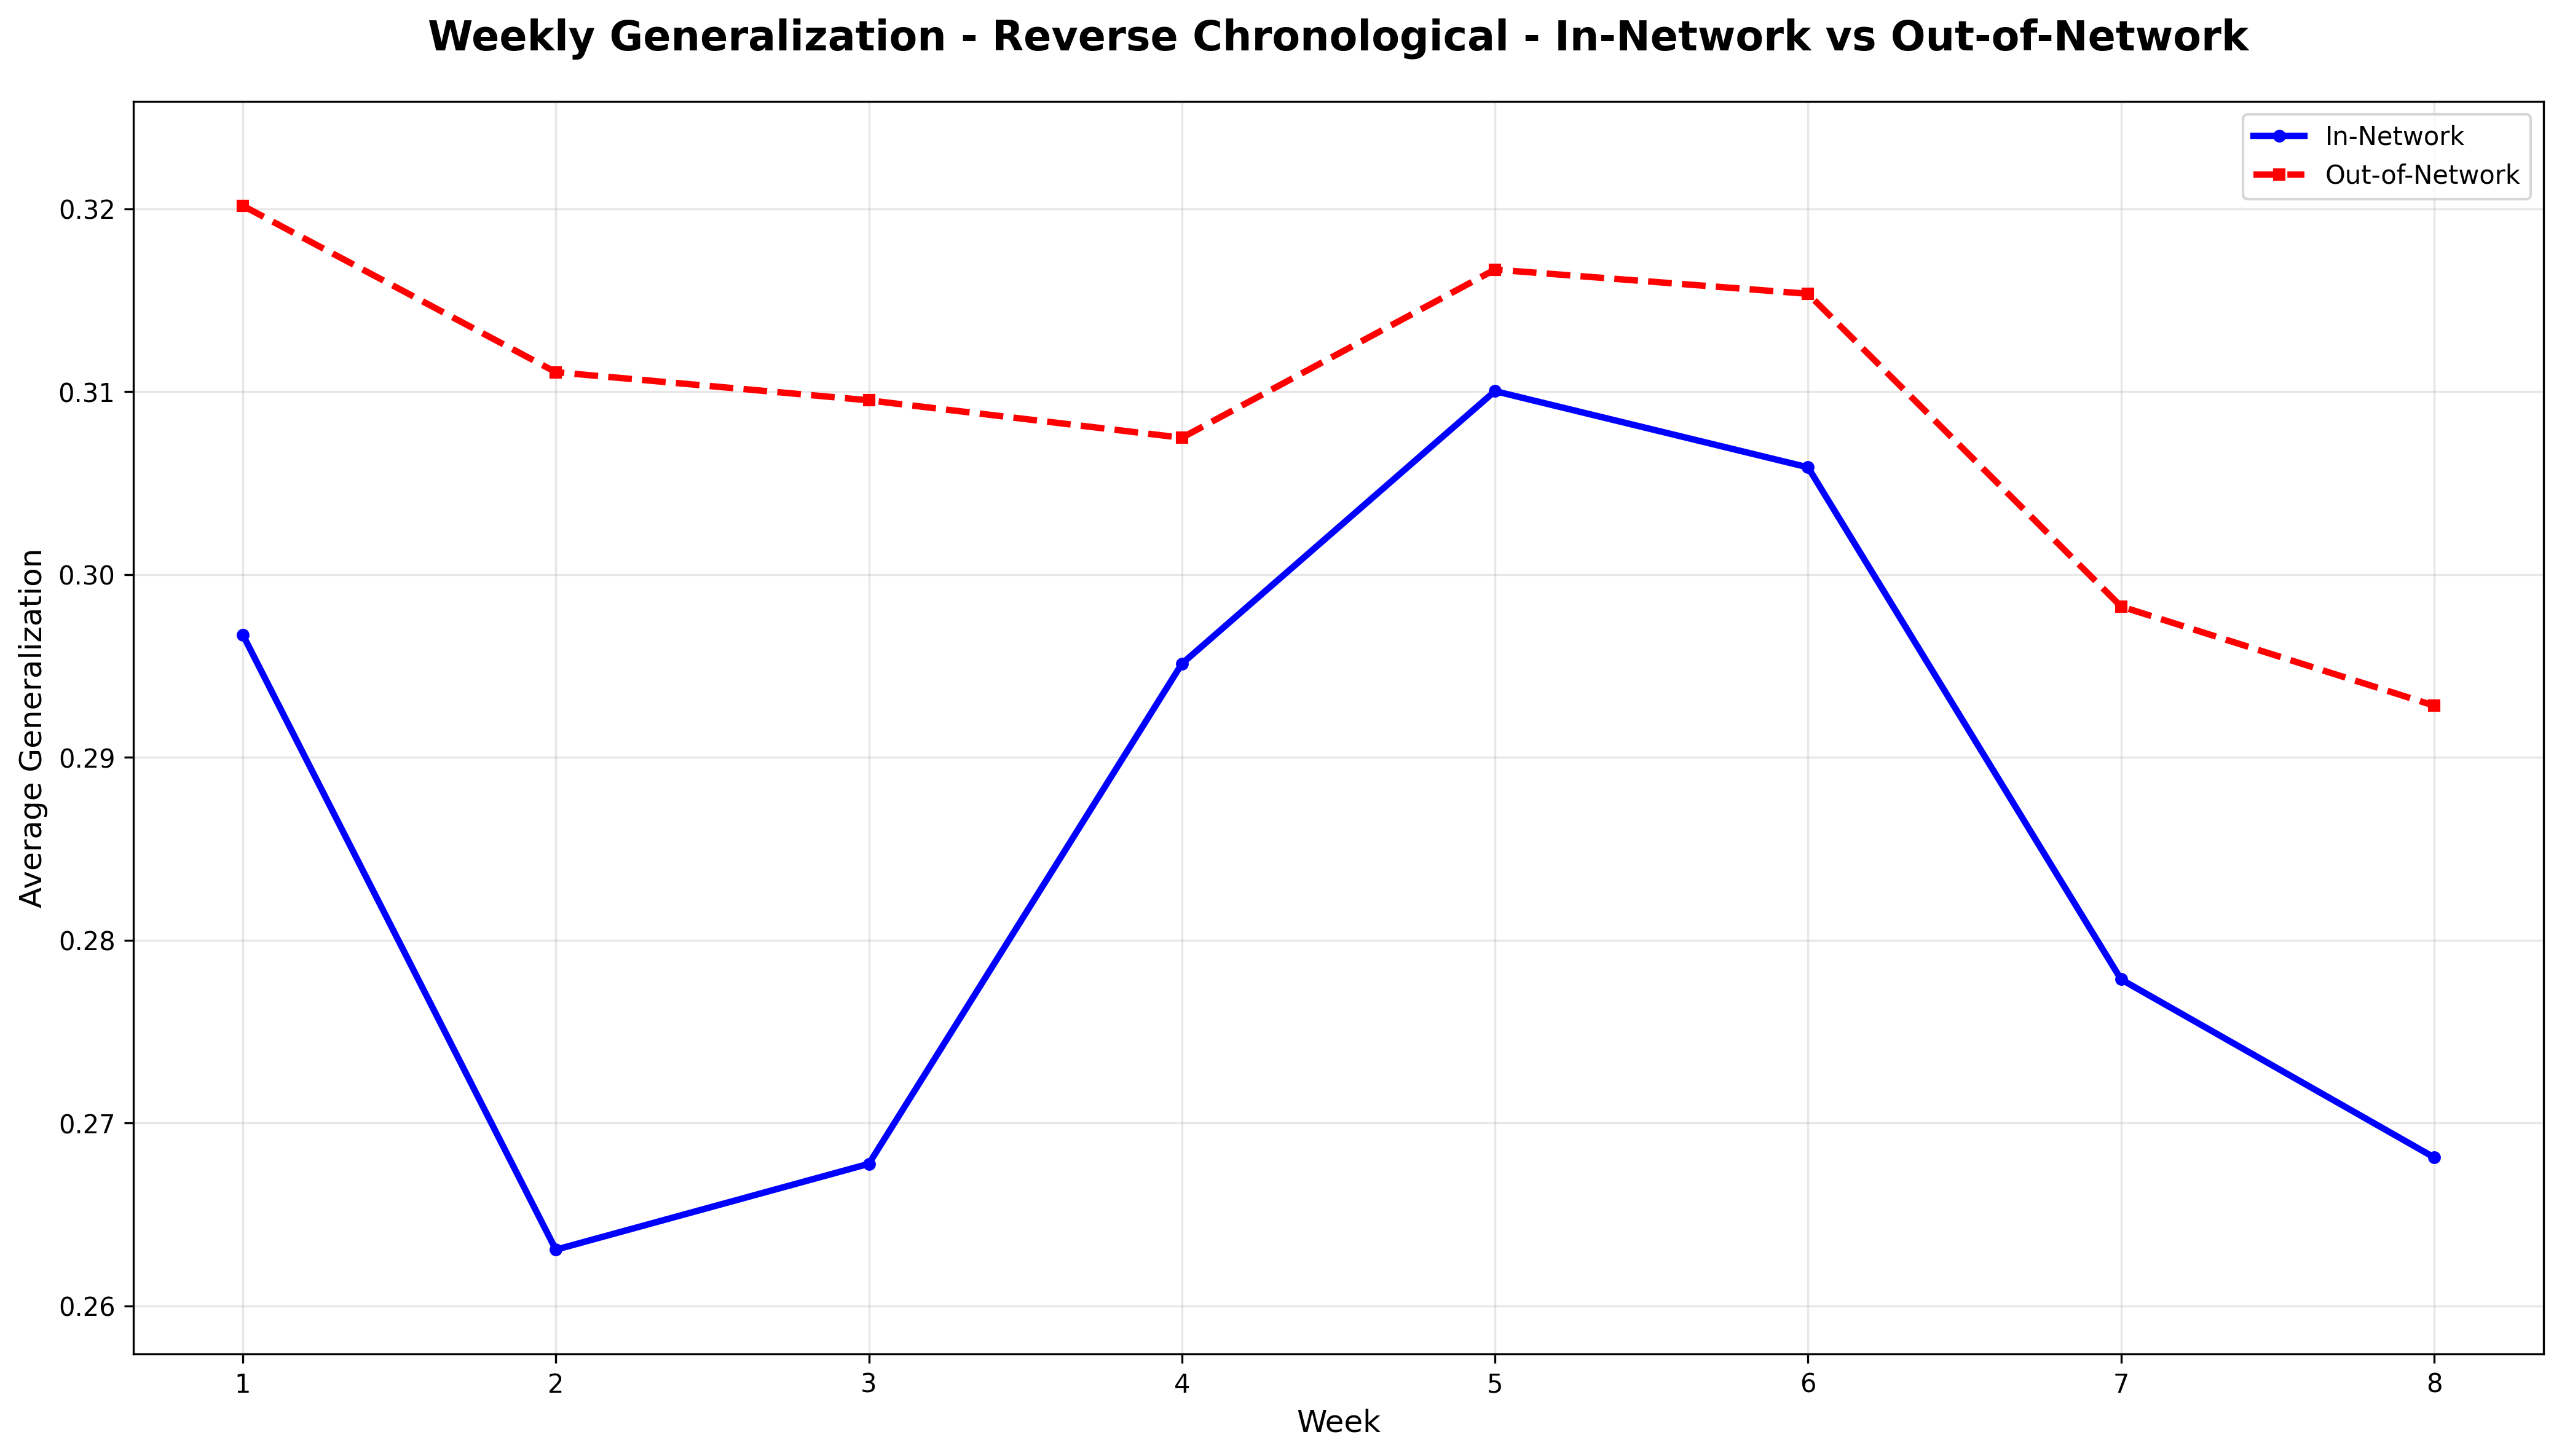 Weekly Generalization - Reverse Chronological - In-Network vs Out-of-Network
In-Network
Out-of-Network
Average Generalization
0.32
0.31
0.30
0.29
0.28
0.27
0.26
1 2 3 4 5 6 7 8
Week